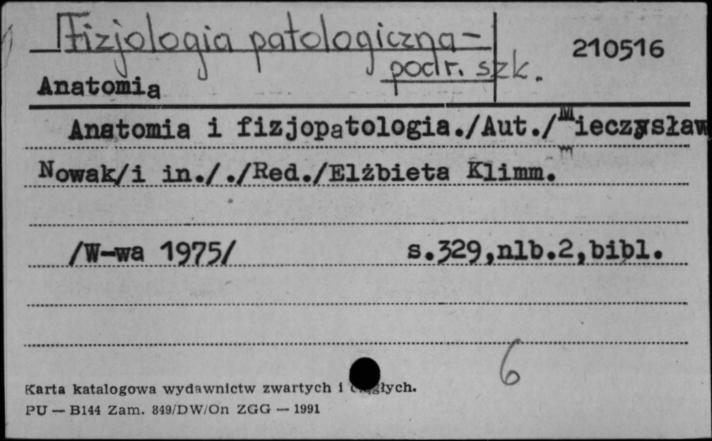 Fizjologia patologiczna –
podr. szk.
210516
Anatomia
Anatomia i fizjopatologia./Aut./Mieczysław
Nowak/i in././Red./Elżbieta Klimm.
/W-wa 1975/ s.329,nlb.2,bibl.
6
Karta katalogowa wydawnictw zwartych i ciągłych.
PU — B144 Zam. 849/DW/On ZGG — 1991